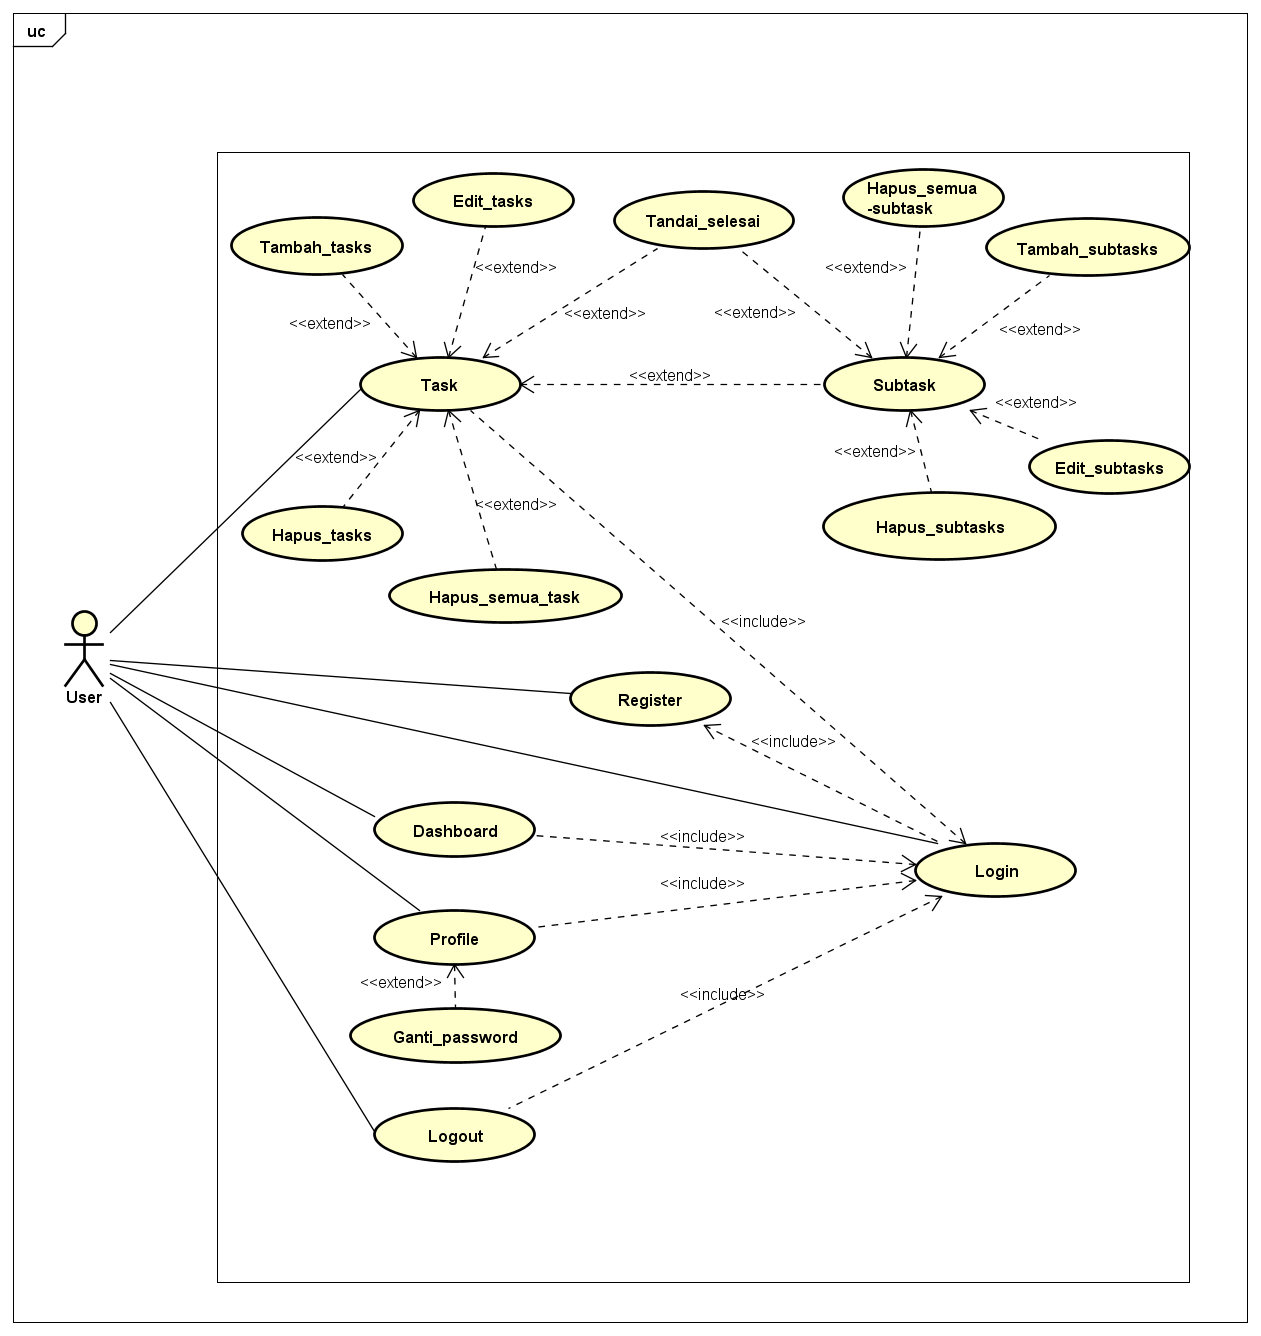 uc
Edit_tasks
Hapus_semua
-subtask
Tandai_selesai
Tambah_tasks
Tambah_subtasks
<<extend>>
<<extend>>
<<extend>>
<<extend>>
<<extend>>
<<extend>>
<<extend>>
Task
Subtask
<<extend>>
<<extend>>
<<extend>>
<<extend>>
Edit_subtasks
<<extend>>
Hapus_tasks
Hapus_subtasks
Hapus_semua_task
<<include>>
User
Register
<<include>>
Dashboard
<<include>>
Login
<<include>>
Profile
<<extend>>
<<include>>
Ganti_password
Logout